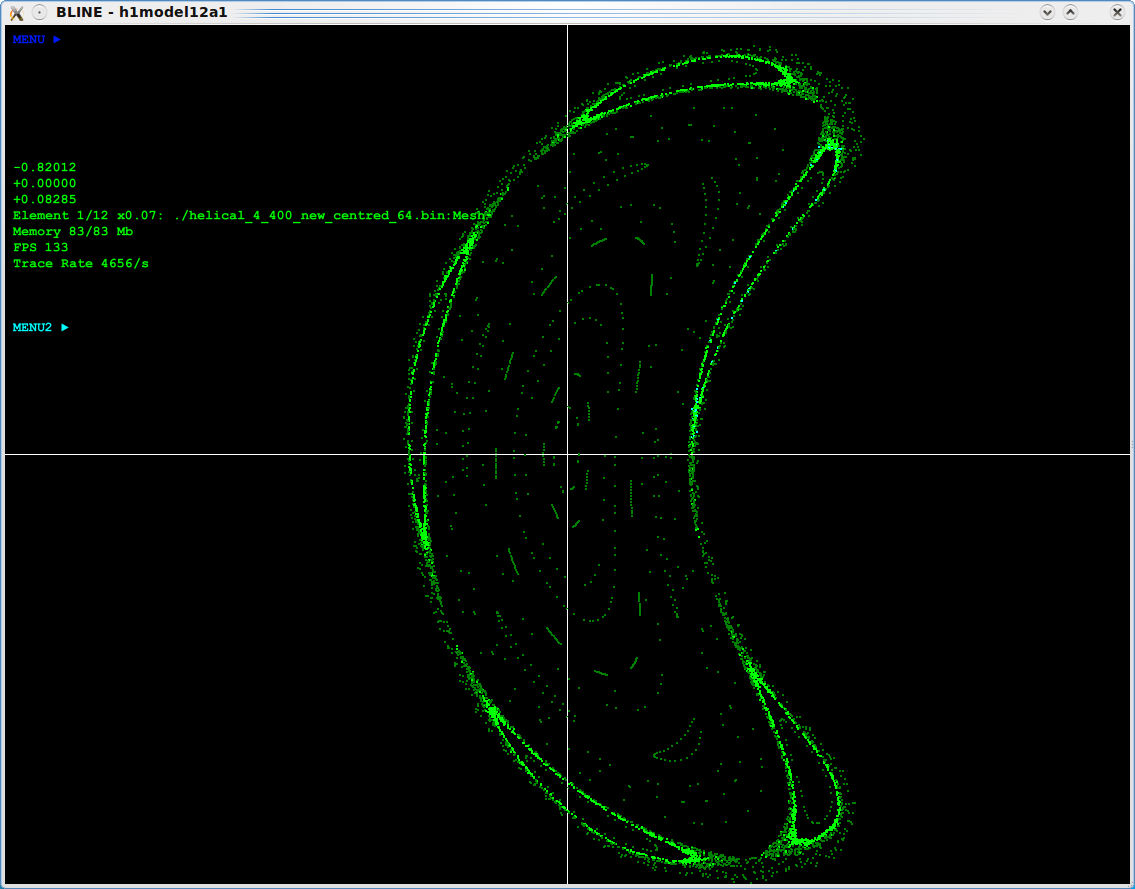 BLINE - h1model12a1
MENU ►
-0.82012
+0.00000
+0.08285
Element 1/12 x0.07: ./helical_4_400_new_centred_64.bin:Mesh
Memory 83/83 Mb
FPS 133
Trace Rate 4656/s
MENU2 ►